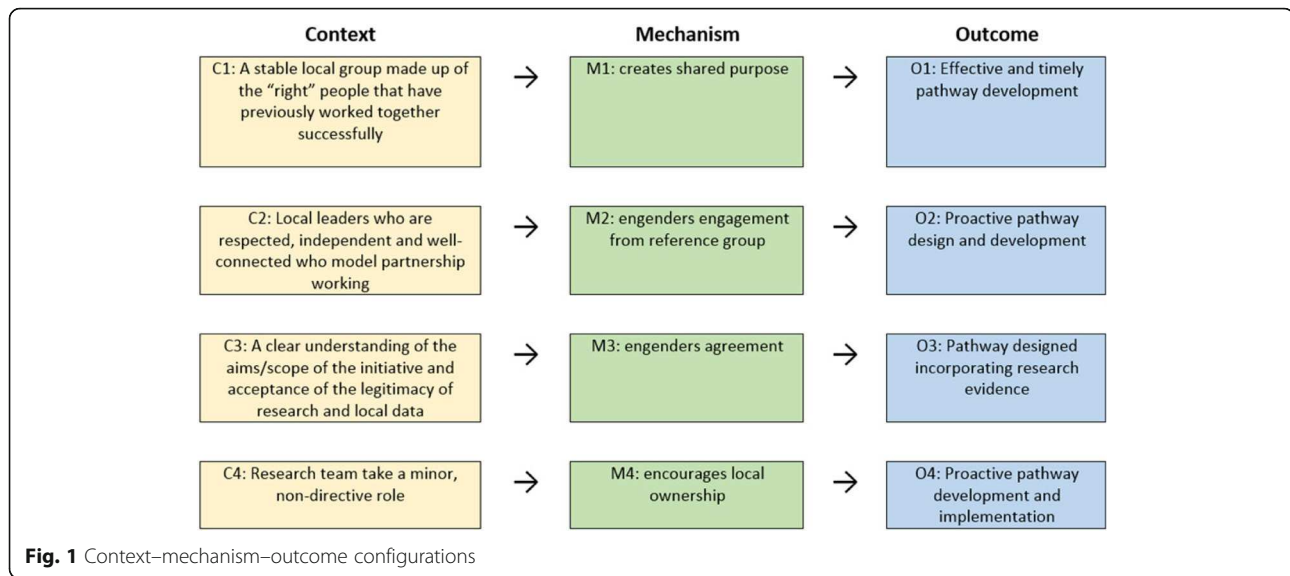 Context
Mechanism
Outcome
C1: A stable local group made up of
the “right” people that have
previously worked together
successfully
→
M1: creates shared purpose
→
O1: Effective and timely
pathway development
C2: Local leaders who are
respected, independent and well-
connected who model partnership
working
→
M2: engenders engagement
from reference group
→
O2: Proactive pathway
design and development
C3: A clear understanding of the
aims/scope of the initiative and
acceptance of the legitimacy of
research and local data
→
M3: engenders agreement
→
O3: Pathway designed
incorporating research
evidence
C4: Research team take a minor,
non-directive role
→
M4: encourages local
ownership
→
O4: Proactive pathway
development and
implementation
Fig. 1 Context–mechanism–outcome configurations